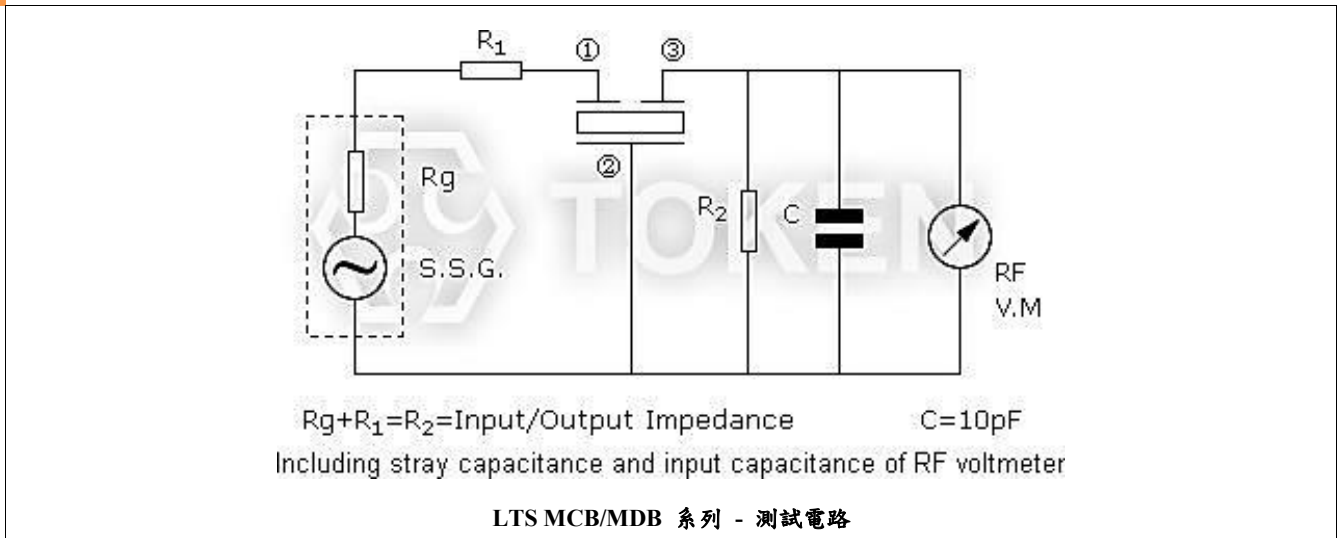 R₁
①
③
②
Rg
TOKEN
R₂
C
S.S.G.
RF
V.M
Rg+R₁=R₂=Input/Output Impedance C=10pF
Including stray capacitance and input capacitance of RF voltmeter
LTS MCB/MDB 系列 - 測試電路